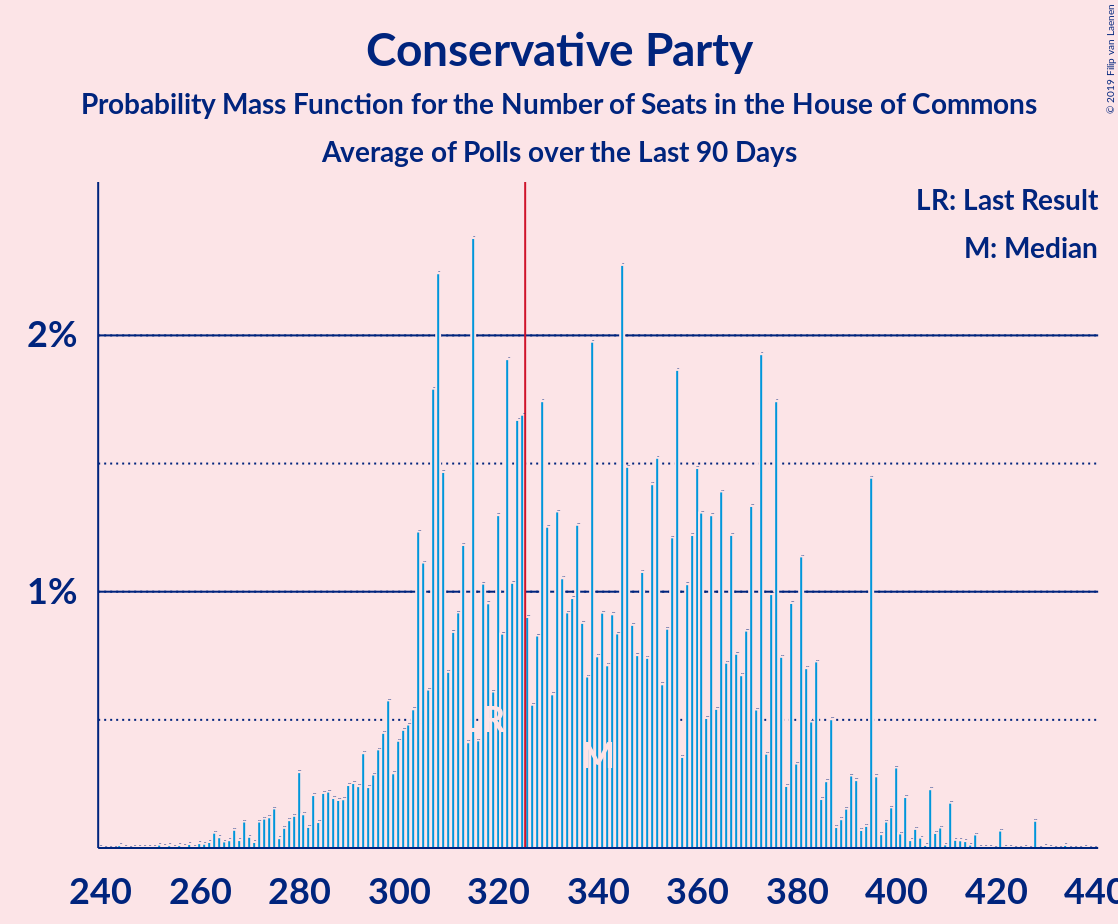 Conservative Party
Probability Mass Function for the Number of Seats in the House of Commons
Average of Polls over the Last 90 Days
© 2019 Filip van Laenen
LR: Last Result
M: Median
2%
1%
LR
M
240 260 280 300 320 340 360 380 400 420 440